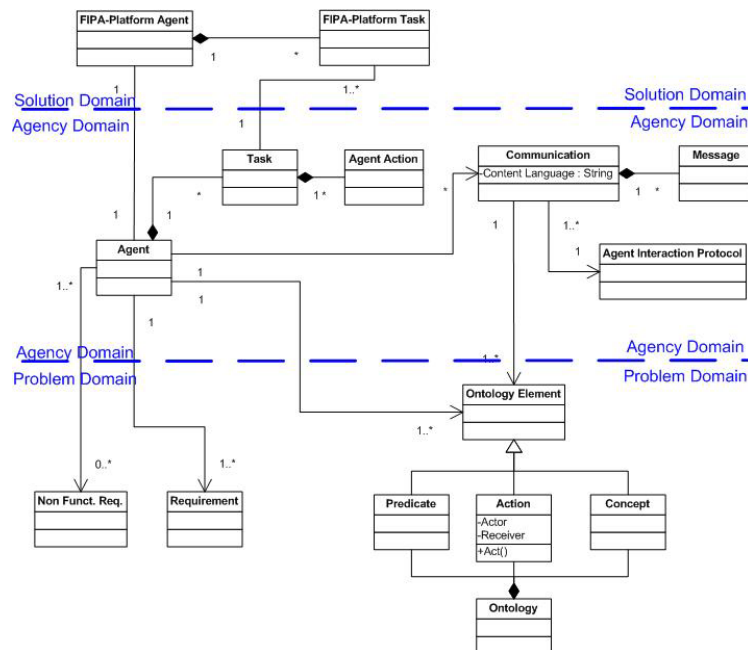 FIPA-Platform Agent
FIPA-Platform Task
1
*
1
1..*
Solution Domain
Solution Domain
Agency Domain
Agency Domain
1
Task
Agent Action
Communication
-Content Language : String
Message
*
1 *
*
1
*
1
1
1
1..*
Agent
Agent Interaction Protocol
1
1
1..*
1
1
Agency Domain
Agency Domain
Problem Domain
Problem Domain
1..*
Ontology Element
1..*
0..*
1..*
Non Funct. Req.
Requirement
Predicate
Action
-Actor
-Receiver
+Act()
Concept
Ontology